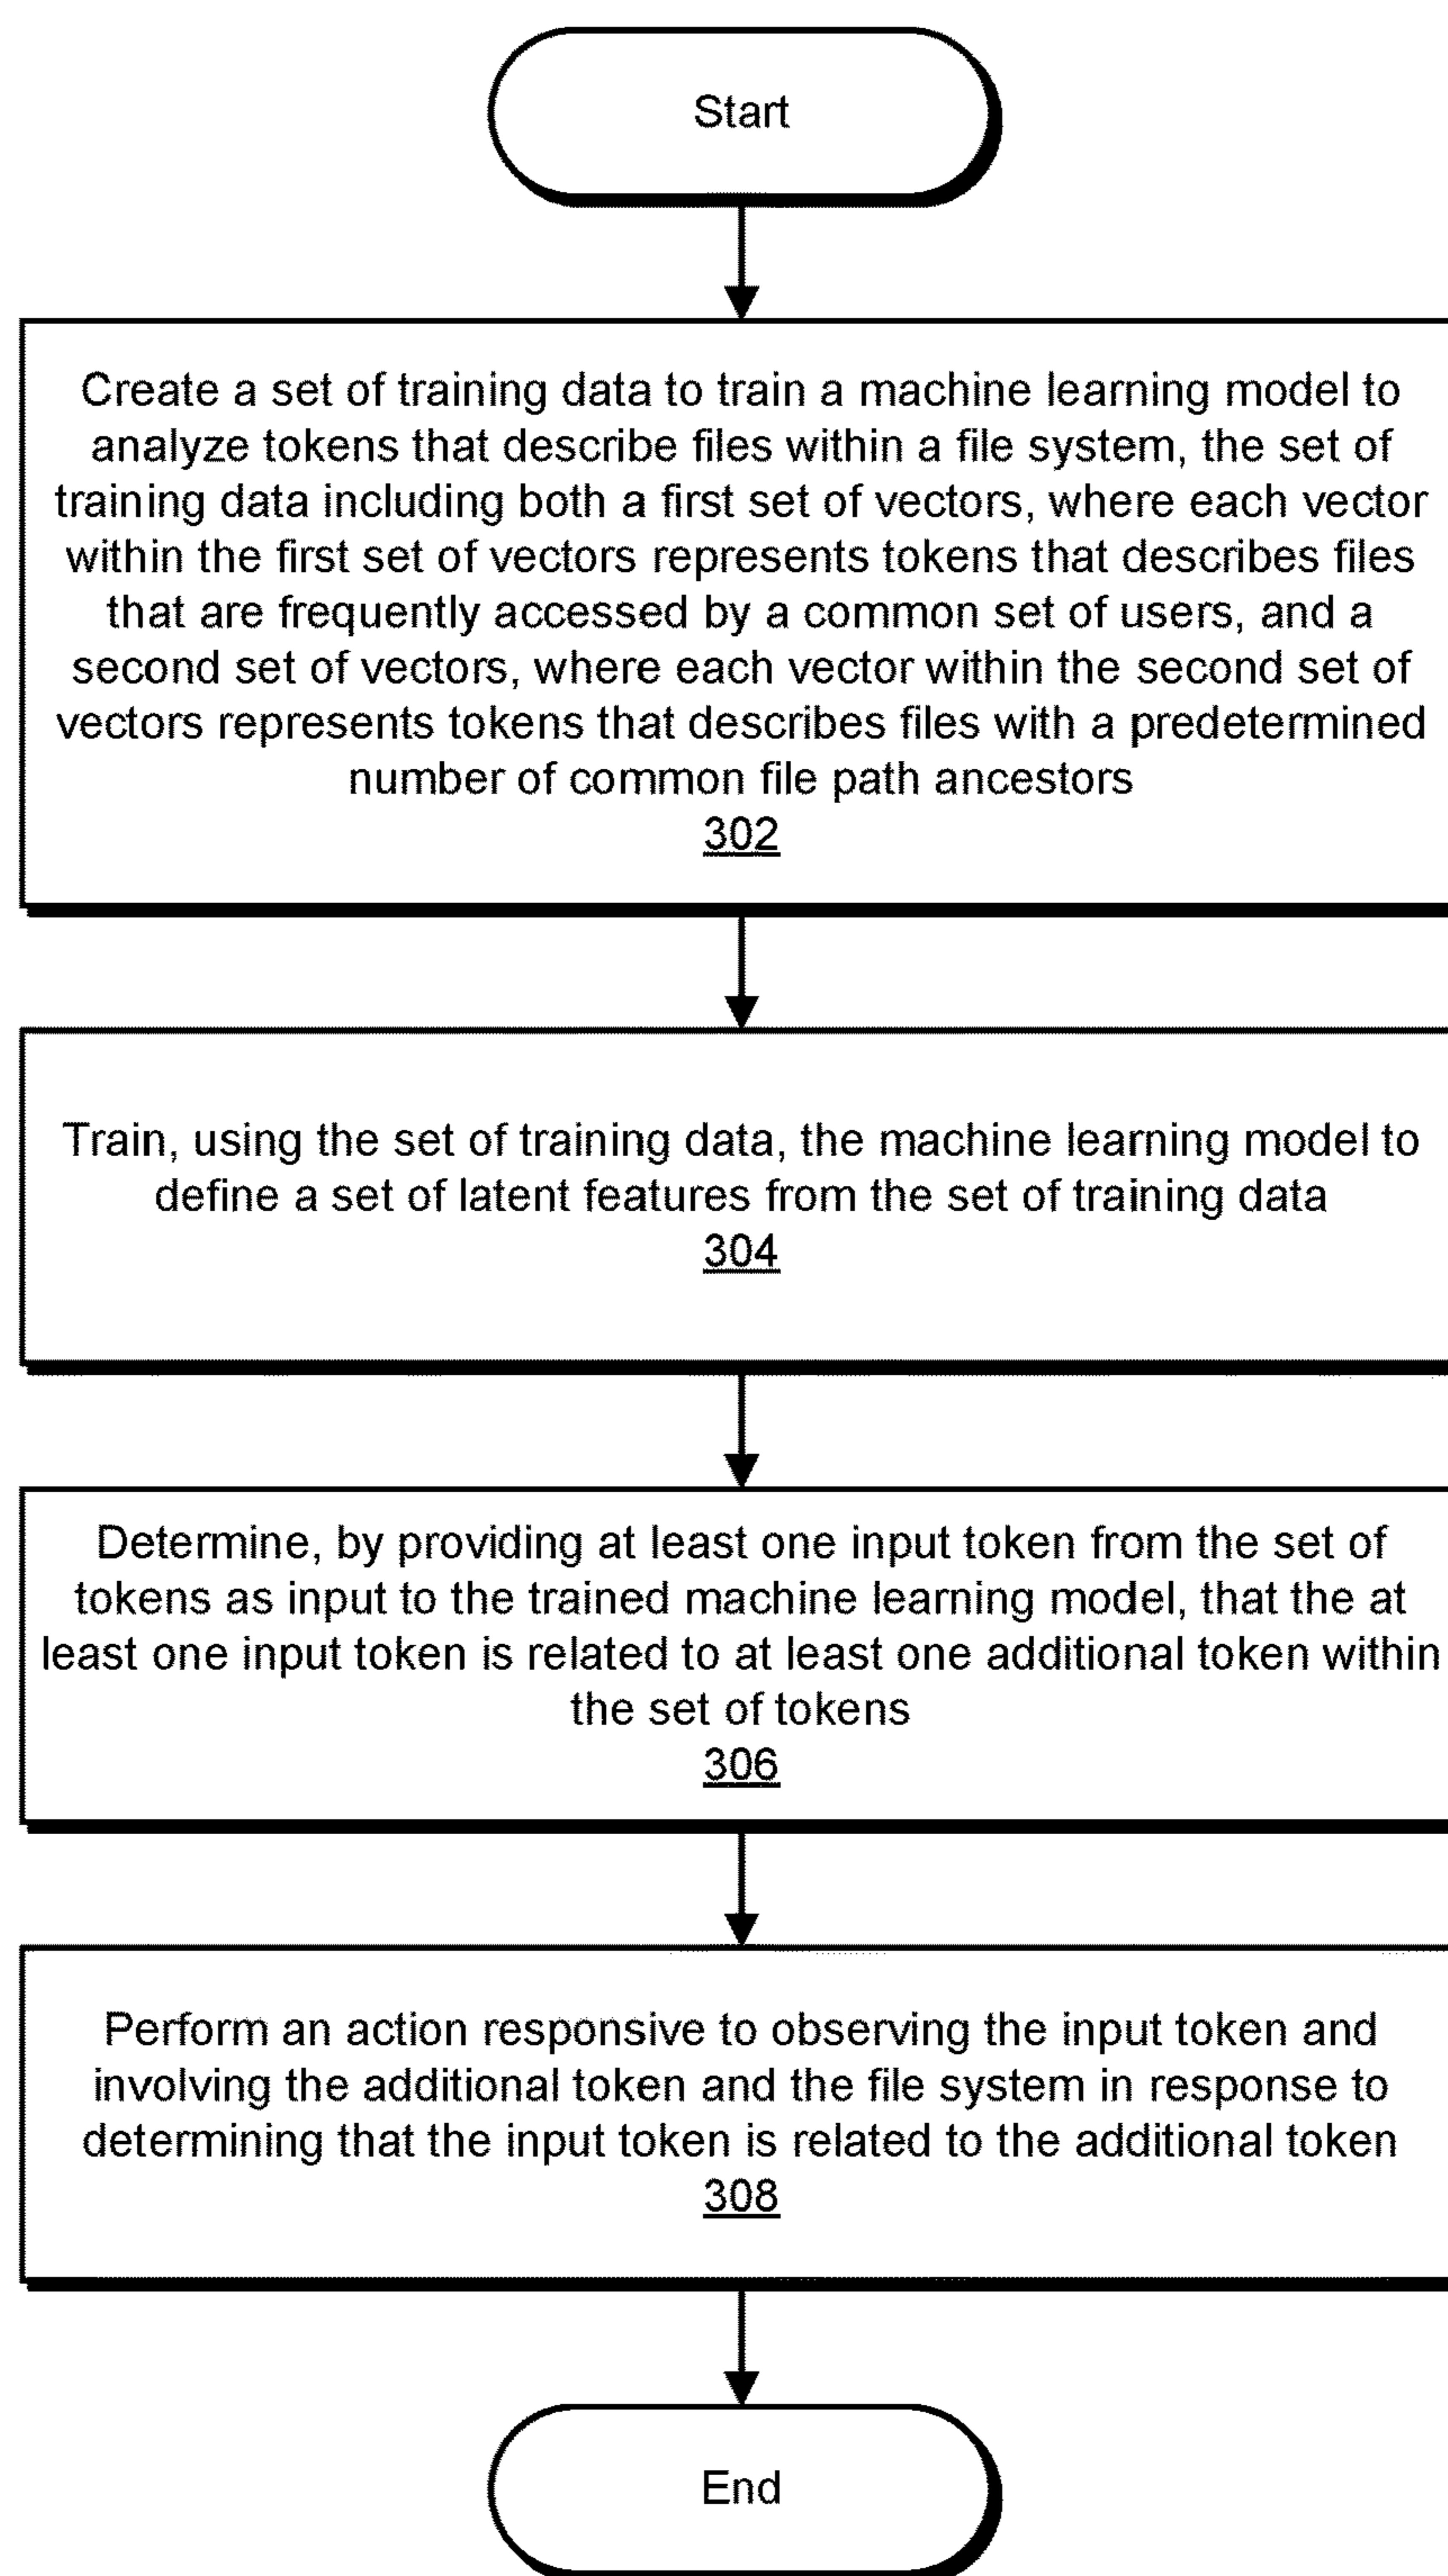 Start
Create a set of training data to train a machine learning model to
analyze tokens that describe files within a file system, the set of
training data including both a first set of vectors, where each vector
within the first set of vectors represents tokens that describes files
that are frequently accessed by a common set of users, and a
second set of vectors, where each vector within the second set of
vectors represents tokens that describes files with a predetermined
number of common file path ancestors
302
Train, using the set of training data, the machine learning model to
define a set of latent features from the set of training data
304
Determine, by providing at least one input token from the set of
tokens as input to the trained machine learning model, that the at
least one input token is related to at least one additional token within
the set of tokens
306
Perform an action responsive to observing the input token and
involving the additional token and the file system in response to
determining that the input token is related to the additional token
308
End